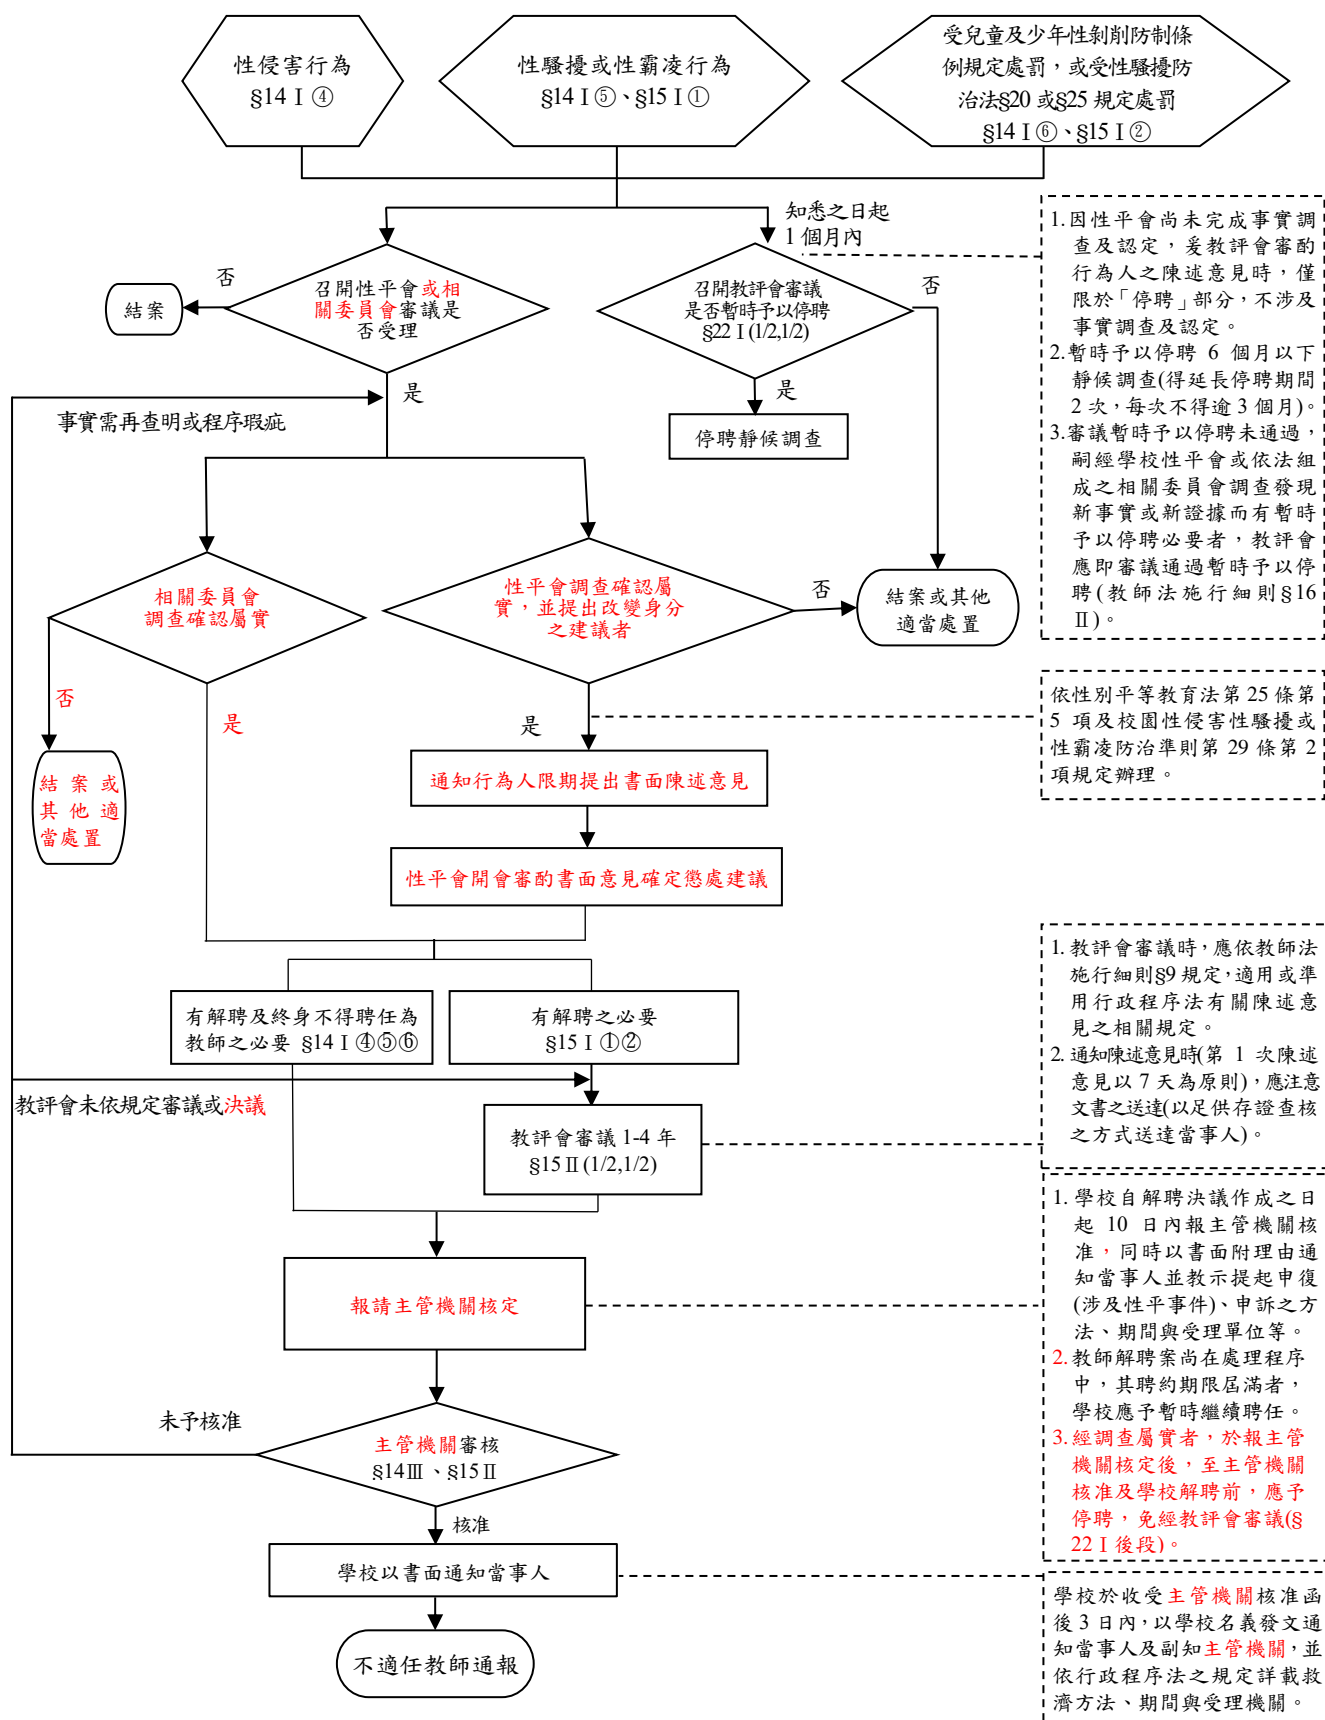 性侵害行為
§14 I ④
性騷擾或性霸凌行為
§14 I⑤、§15 I①
受兒童及少年性剝削防制條
例規定處罰，或受性騷擾防
治法§20 或§25 規定處罰
§14 I⑥、§15 I②
知悉之日起
1 個月內
否
結案
召開性平會或相
關委員會審議是
否受理
是
召開教評會審議
是否暫時予以停聘
§22 I (1/2,1/2)
否
是
停聘靜候調查
1.因性平會尚未完成事實調
查及認定，爰教評會審酌
行為人之陳述意見時，僅
限於「停聘」部分，不涉及
事實調查及認定。
2.暫時予以停聘 6 個月以下
靜候調查(得延長停聘期間
2 次，每次不得逾 3 個月)。
3.審議暫時予以停聘未通過，
嗣經學校性平會或依法組
成之相關委員會調查發現
新事實或新證據而有暫時
予以停聘必要者，教評會
應即審議通過暫時予以停
聘(教師法施行細則§16
Ⅱ)。
事實需再查明或程序瑕疵
相關委員會
調查確認屬實
性平會調查確認屬
實，並提出改變身分
之建議者
否
結案或其他
適當處置
否
是
是
結案或
其他適
當處置
依性別平等教育法第 25 條第
5 項及校園性侵害性騷擾或
性霸凌防治準則第 29 條第 2
項規定辦理。
通知行為人限期提出書面陳述意見
性平會開會審酌書面意見確定懲處建議
有解聘及終身不得聘任為
教師之必要 §14 I ④⑤⑥
有解聘之必要
§15 I ①②
1. 教評會審議時，應依教師法
施行細則§9 規定，適用或準
用行政程序法有關陳述意
見之相關規定。
2. 通知陳述意見時(第 1 次陳述
意見以 7 天為原則)，應注意
文書之送達(以足供存證查核
之方式送達當事人)。
教評會未依規定審議或決議
教評會審議 1-4 年
§15Ⅱ(1/2,1/2)
報請主管機關核定
1. 學校自解聘決議作成之日
起 10 日內報主管機關核
准，同時以書面附理由通
知當事人並教示提起申復
(涉及性平事件)、申訴之方
法、期間與受理單位等。
2.教師解聘案尚在處理程序
中，其聘約期限屆滿者，
學校應予暫時繼續聘任。
3.經調查屬實者，於報主管
機關核定後，至主管機關
核准及學校解聘前，應予
停聘，免經教評會審議(§
22 I 後段)。
未予核准
主管機關審核
§14Ⅲ、§15Ⅱ
核准
學校以書面通知當事人
不適任教師通報
學校於收受主管機關核准函
後 3 日內，以學校名義發文通
知當事人及副知主管機關，並
依行政程序法之規定詳載救
濟方法、期間與受理機關。